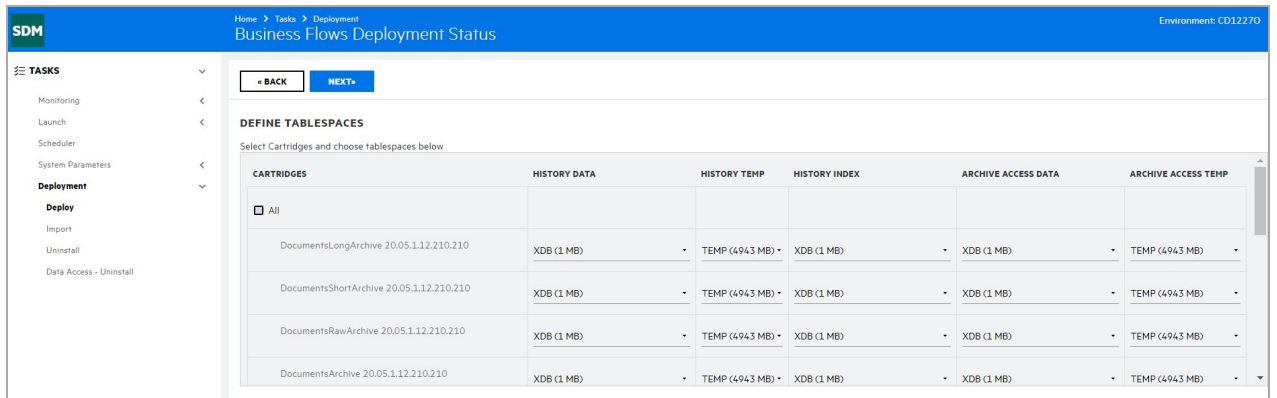 SDM
Home > Tasks > Deployment
Business Flows Deployment Status
Environment: CD12270
TASKS
Monitoring
Launch
Scheduler
System Parameters
Deployment
Deploy
Import
Uninstall
Data Access - Uninstall
« BACK NEXT»
DEFINE TABLESPACES
Select Cartridges and choose tablespaces below
CARTRIDGES HISTORY DATA HISTORY TEMP HISTORY INDEX ARCHIVE ACCESS DATA ARCHIVE ACCESS TEMP
All
DocumentsLongArchive 20.05.1.12.210.210 XDB (1 MB) TEMP (4943 MB) XDB (1 MB) XDB (1 MB) TEMP (4943 MB)
DocumentsShortArchive 20.05.1.12.210.210 XDB (1 MB) TEMP (4943 MB) XDB (1 MB) XDB (1 MB) TEMP (4943 MB)
DocumentsRawArchive 20.05.1.12.210.210 XDB (1 MB) TEMP (4943 MB) XDB (1 MB) XDB (1 MB) TEMP (4943 MB)
DocumentsArchive 20.05.1.12.210.210 XDB (1 MB) TEMP (4943 MB) XDB (1 MB) XDB (1 MB) TEMP (4943 MB)